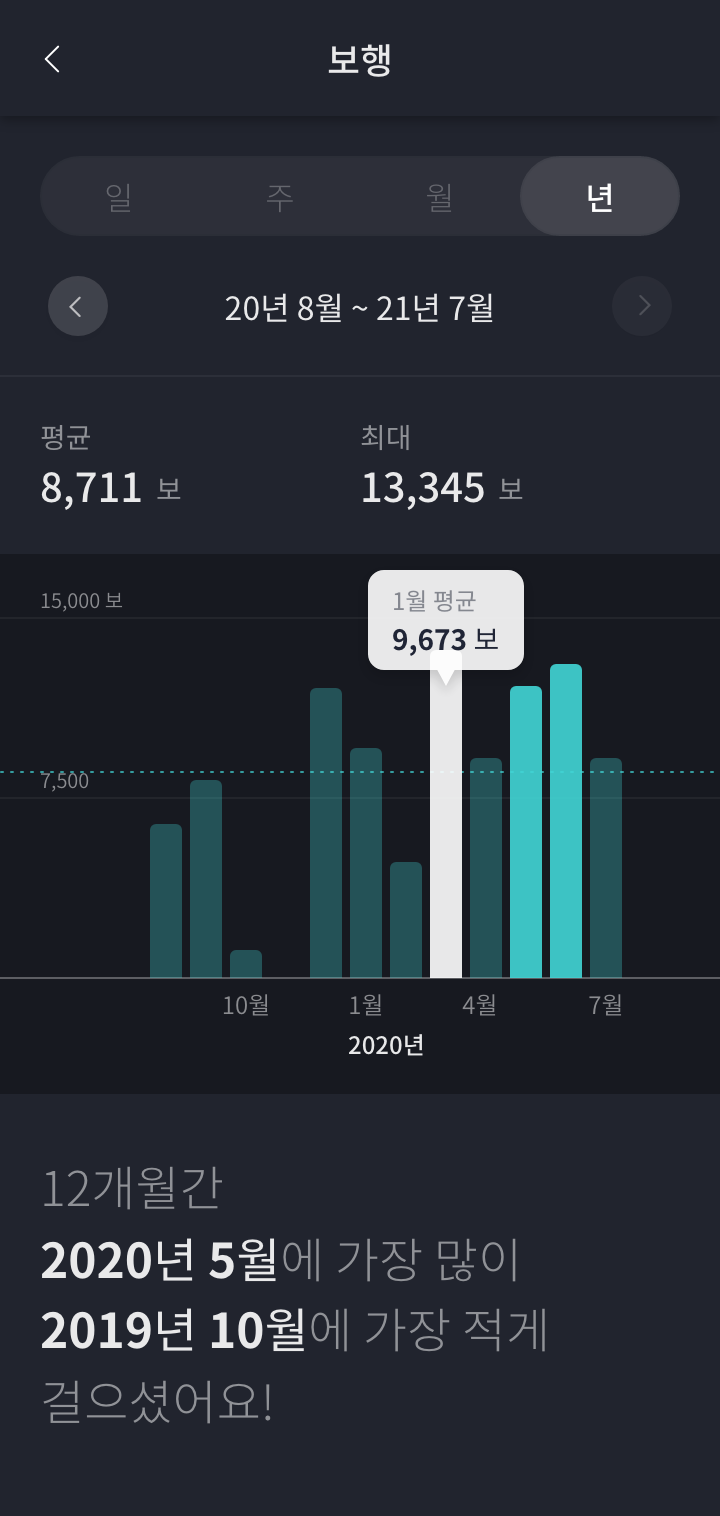 보행
일 주 월 년
20년 8월 ~ 21년 7월
평균 최대
8,711 보 13,345 보
15,000 보
1월 평균
9,673 보
7,500
10월 1월 4월 7월
2020년
12개월간
2020년 5월에 가장 많이
2019년 10월에 가장 적게
걸으셨어요!